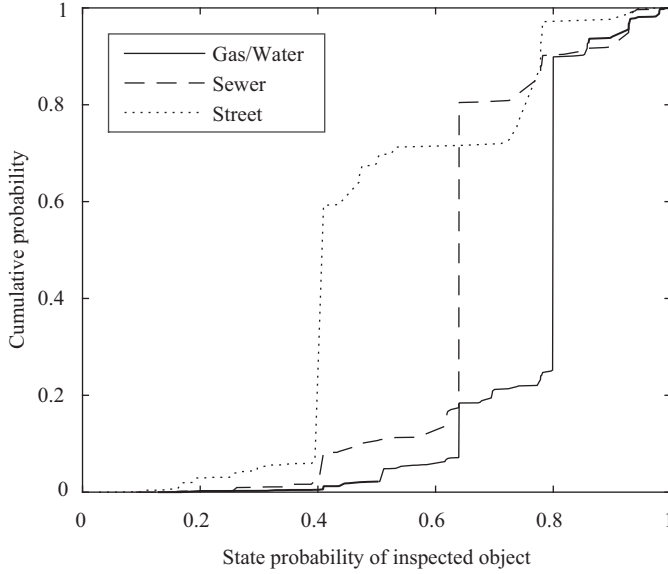 1
Gas/Water
Sewer
Street
0.8
0.6
0.4
0.2
0
Cumulative probability
0 0.2 0.4 0.6 0.8 1
State probability of inspected object